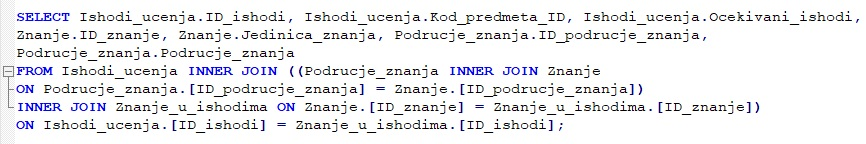 SELECT Ishodi_ucenja.ID_ishodi, Ishodi_ucenja.Kod_predmeta_ID, Ishodi_ucenja.Ocekivani_ishodi,
Znanje.ID_znanje, Znanje.Jedinica_znanja, Podrucje_znanja.ID_podrucje_znanja,
Podrucje_znanja.Podrucje_znanja
FROM Ishodi_ucenja INNER JOIN ((Podrucje_znanja INNER JOIN Znanje
ON Podrucje_znanja.[ID_podrucje_znanja] = Znanje.[ID_podrucje_znanja])
INNER JOIN Znanje_u_ishodima ON Znanje.[ID_znanje] = Znanje_u_ishodima.[ID_znanje])
ON Ishodi_ucenja.[ID_ishodi] = Znanje_u_ishodima.[ID_ishodi];